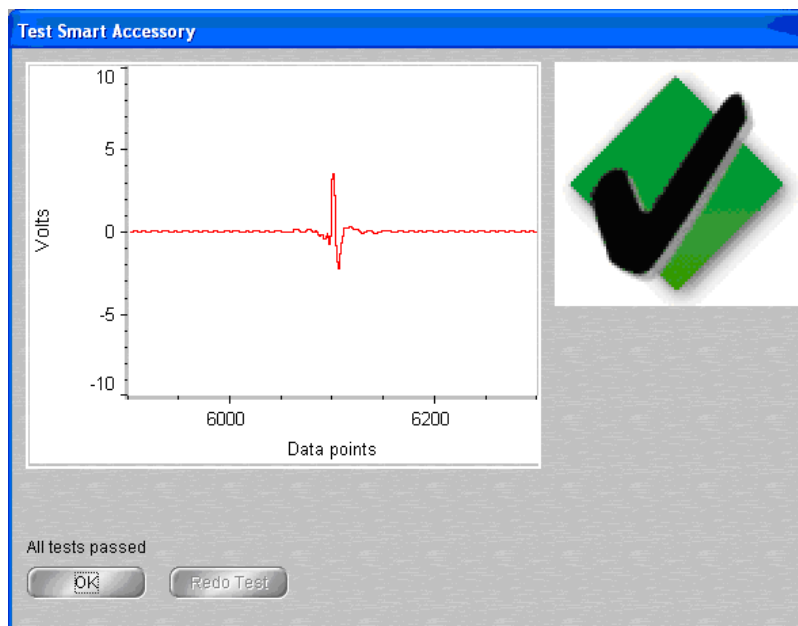 Test Smart Accessory
10
5
0
-5
-10
Volts
6000 6200
Data points
All tests passed
OK Redo Test